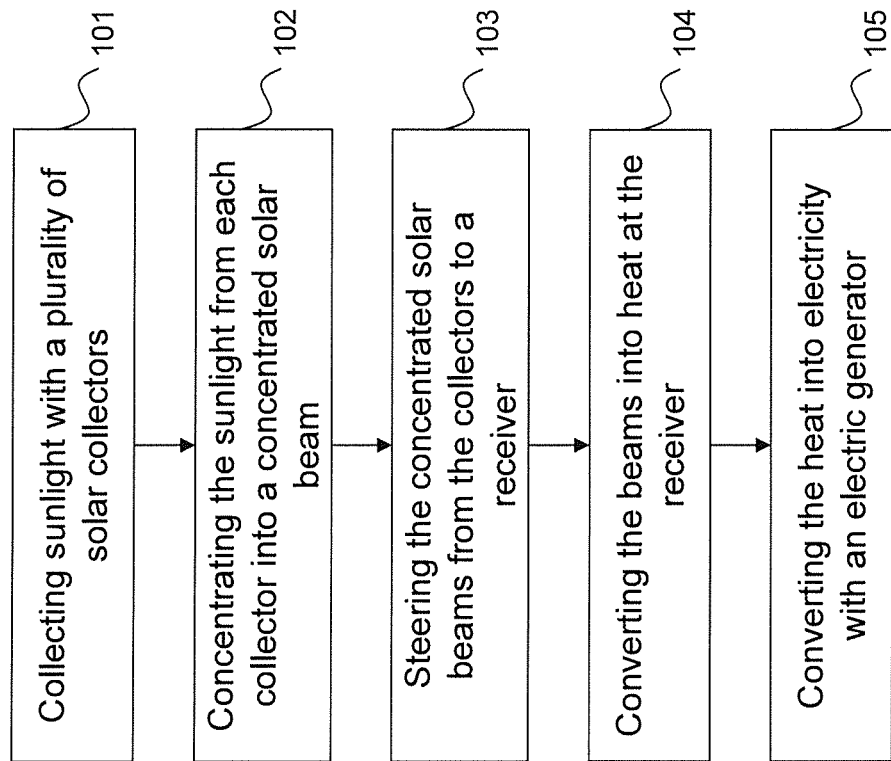 Collecting sunlight with a plurality of
solar collectors
101
Concentrating the sunlight from each
collector into a concentrated solar
beam
102
Steering the concentrated solar
beams from the collectors to a
receiver
103
Converting the beams into heat at the
receiver
104
Converting the heat into electricity
with an electric generator
105